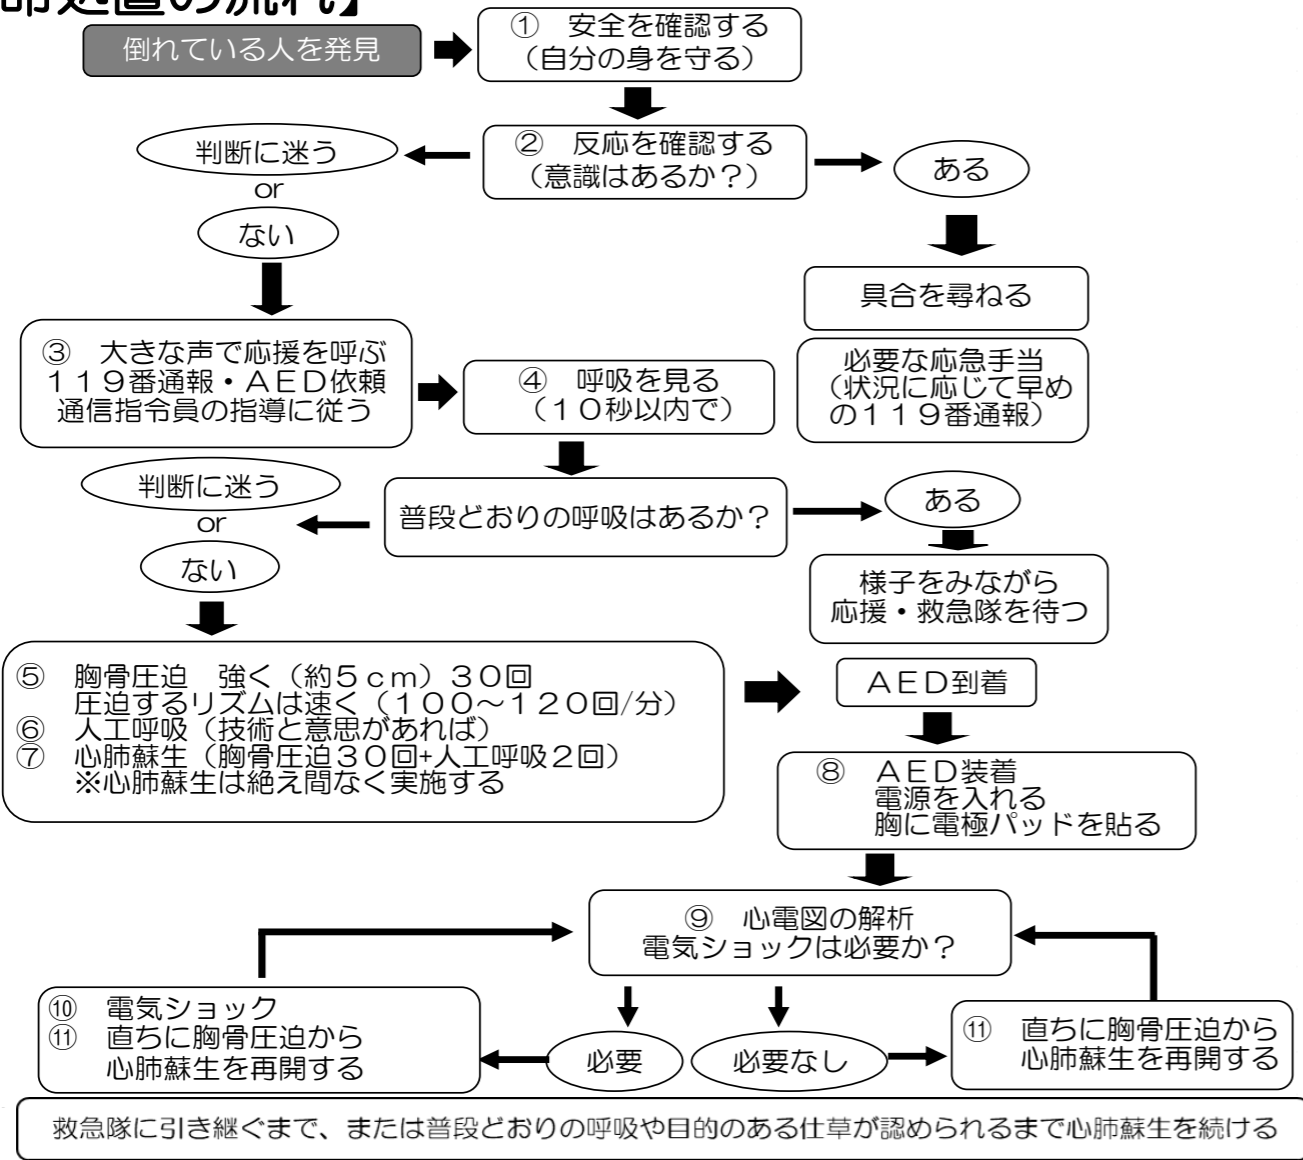 命処置の流れ】
倒れている人を発見
① 安全を確認する
（自分の身を守る）
② 反応を確認する
（意識はあるか？）
判断に迷う
or
ない
ある
具合を尋ねる
必要な応急手当
（状況に応じて早め
の１１９番通報）
③ 大きな声で応援を呼ぶ
１１９番通報・ＡＥＤ依頼
通信指令員の指導に従う
④ 呼吸を見る
（１０秒以内で）
普段どおりの呼吸はあるか？
判断に迷う
or
ない
ある
様子をみながら
応援・救急隊を待つ
⑤ 胸骨圧迫 強く（約５ｃｍ）３０回
圧迫するリズムは速く（１００～１２０回/分）
⑥ 人工呼吸（技術と意思があれば）
⑦ 心肺蘇生（胸骨圧迫３０回+人工呼吸２回）
※心肺蘇生は絶え間なく実施する
ＡＥＤ到着
⑧ ＡＥＤ装着
電源を入れる
胸に電極パッドを貼る
⑨ 心電図の解析
電気ショックは必要か？
必要
必要なし
⑩ 電気ショック
⑪ 直ちに胸骨圧迫から
心肺蘇生を再開する
⑪ 直ちに胸骨圧迫から
心肺蘇生を再開する
救急隊に引き継ぐまで、または普段どおりの呼吸や目的のある仕草が認められるまで心肺蘇生を続ける